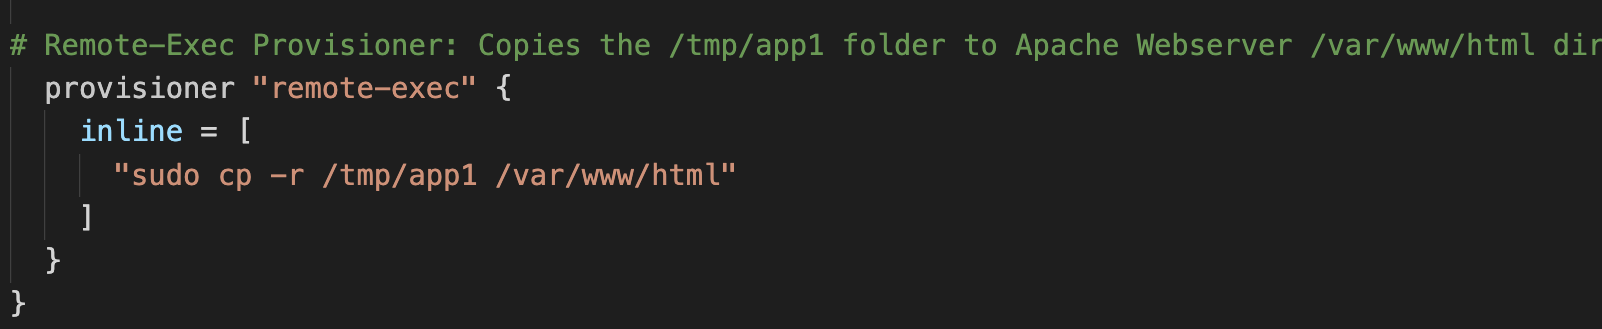 # Remote-Exec Provisioner: Copies the /tmp/app1 folder to Apache Webserver /var/www/html dir
provisioner "remote-exec" {
inline = [
"sudo cp -r /tmp/app1 /var/www/html"
]
}
}